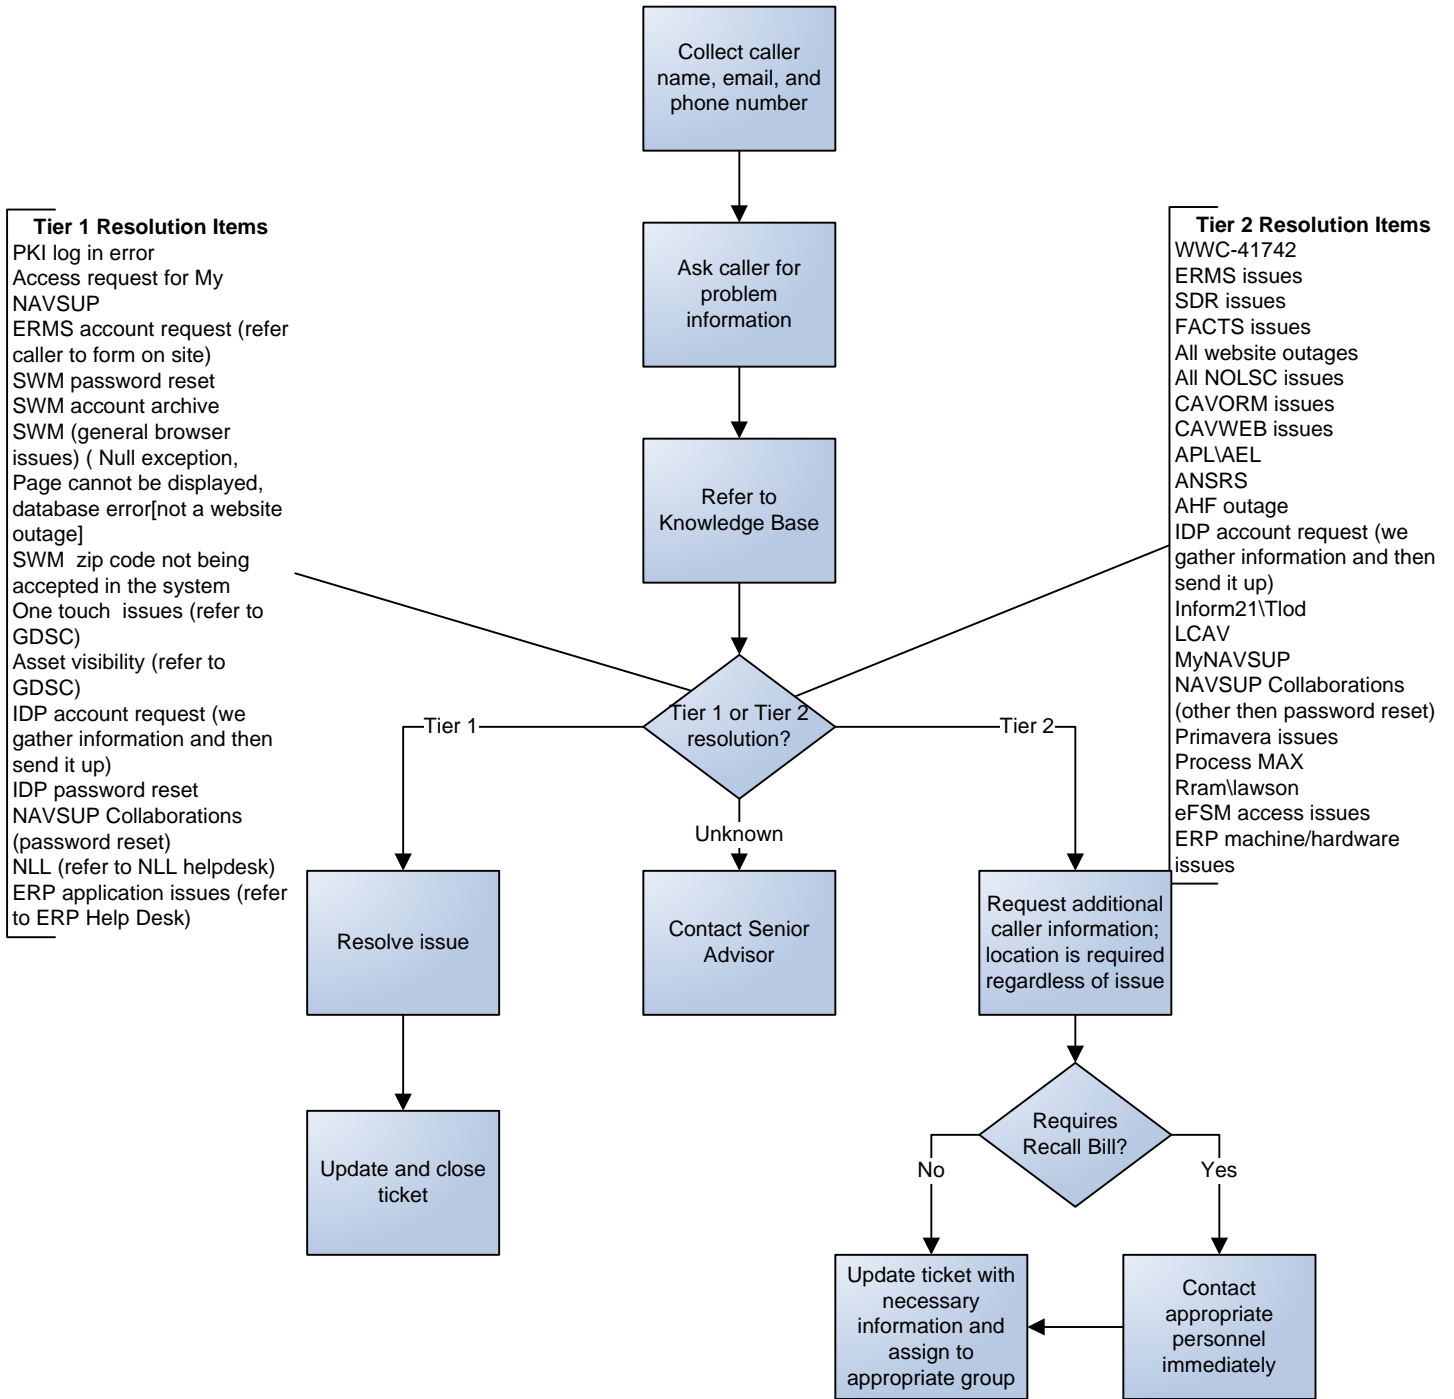 Collect caller
name, email, and
phone number
Ask caller for
problem
information
Refer to
Knowledge Base
Tier 1 Resolution Items
PKI log in error
Access request for My
NAVSUP
ERMS account request (refer
caller to form on site)
SWM password reset
SWM account archive
SWM (general browser
issues) ( Null exception,
Page cannot be displayed,
database error[not a website
outage]
SWM  zip code not being
accepted in the system
One touch  issues (refer to
GDSC)
Asset visibility (refer to
GDSC)
IDP account request (we
gather information and then
send it up)
IDP password reset
NAVSUP Collaborations
(password reset)
NLL (refer to NLL helpdesk)
ERP application issues (refer
to ERP Help Desk)
Tier 2 Resolution Items
WWC-41742
ERMS issues
SDR issues
FACTS issues
All website outages
All NOLSC issues
CAVORM issues
CAVWEB issues
APL\AEL
ANSRS
AHF outage
IDP account request (we
gather information and then
send it up)
Inform21\Tlod
LCAV
MyNAVSUP
NAVSUP Collaborations
(other then password reset)
Primavera issues
Process MAX
Rram\lawson
eFSM access issues
ERP machine/hardware
issues
Tier 1 or Tier 2
resolution?
Tier 1
Tier 2
Unknown
Resolve issue
Contact Senior
Advisor
Request additional
caller information;
location is required
regardless of issue
Update and close
ticket
Requires
Recall Bill?
No
Yes
Update ticket with
necessary
information and
assign to
appropriate group
Contact
appropriate
personnel
immediately